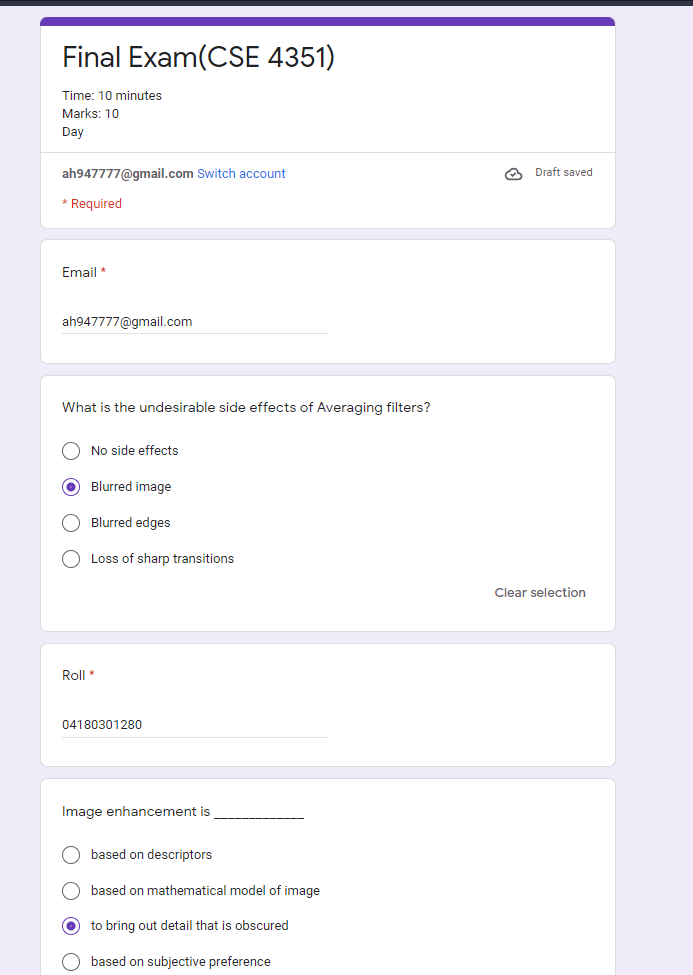 Final Exam(CSE 4351)
Time: 10 minutes
Marks: 10
Day
ah947777@gmail.com Switch account
Draft saved
* Required
Email *
ah947777@gmail.com
What is the undesirable side effects of Averaging filters?
No side effects
Blurred image
Blurred edges
Loss of sharp transitions
Clear selection
Roll *
04180301280
Image enhancement is _____________
based on descriptors
based on mathematical model of image
to bring out detail that is obscured
based on subjective preference